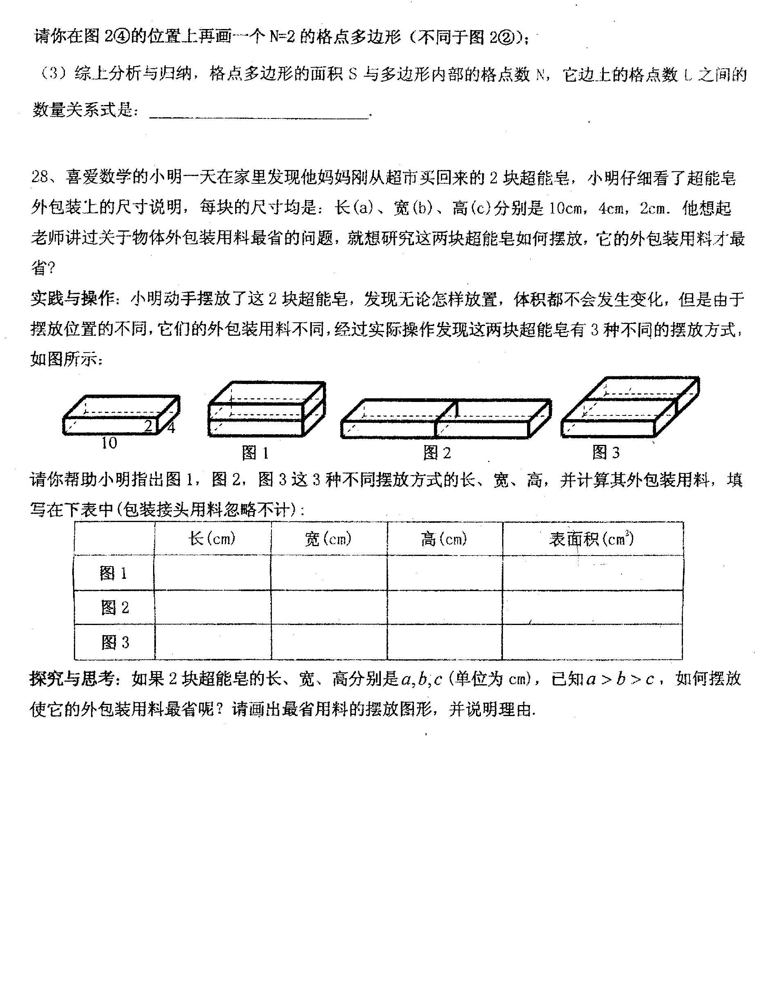 请你在图 2④的位置上再画一个 N=2 的格点多边形（不同于图 2②）；
（3）综上分析与归纳，格点多边形的面积 S 与多边形内部的格点数 N，它边上的格点数 L 之间的
数量关系式是：__________________.
28、喜爱数学的小明一天在家里发现他妈妈刚从超市买回来的 2 块超能皂，小明仔细看了超能皂
外包装上的尺寸说明，每块的尺寸均是：长(a)、宽(b)、高(c)分别是 10cm，4cm，2cm．他想起
老师讲过关于物体外包装用料最省的问题，就想研究这两块超能皂如何摆放，它的外包装用料才最
省？
实践与操作：小明动手摆放了这 2 块超能皂，发现无论怎样放置，体积都不会发生变化，但是由于
摆放位置的不同，它们的外包装用料不同，经过实际操作发现这两块超能皂有 3 种不同的摆放方式，
如图所示：
2 4
10
图 1 图 2 图 3
请你帮助小明指出图 1，图 2，图 3 这 3 种不同摆放方式的长、宽、高，并计算其外包装用料，填
写在下表中(包装接头用料忽略不计)：
长(cm) 宽(cm) 高(cm) 表面积(cm²)
图 1
图 2
图 3
探究与思考：如果 2 块超能皂的长、宽、高分别是a,b,c (单位为 cm)，已知a > b > c，如何摆放
使它的外包装用料最省呢？请画出最省用料的摆放图形，并说明理由.